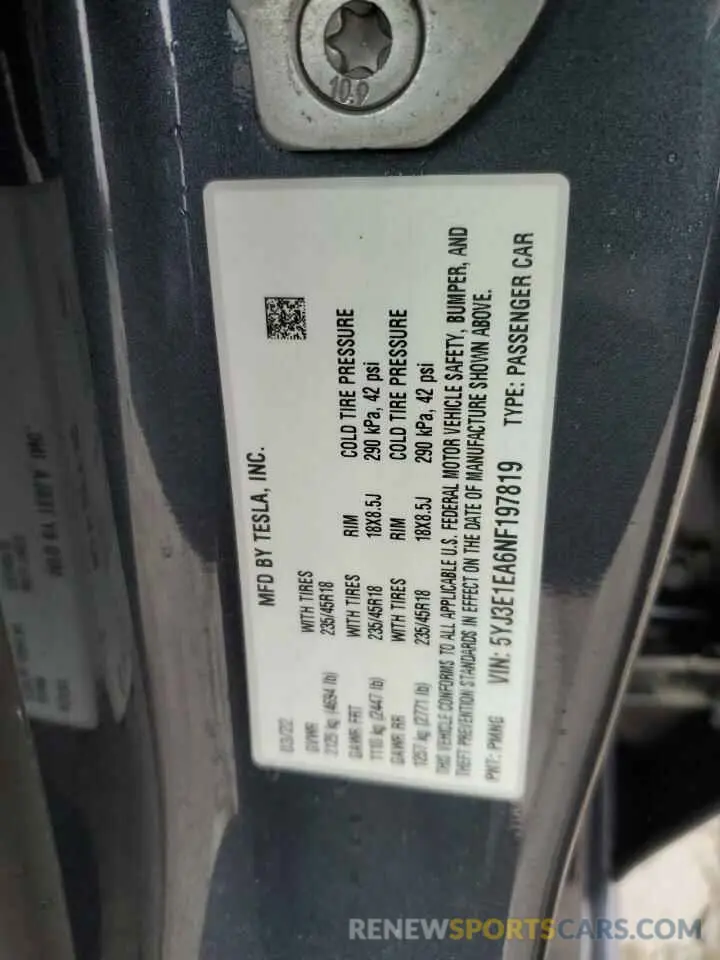 10.9
MFD BY TESLA, INC.
03/22
GVWR WITH TIRES
2125 kg (4694 lb) 235/45R18
GAWR FRT WITH TIRES RIM COLD TIRE PRESSURE
1110 kg (2447 lb) 235/45R18 18X8.5J 290 kPa, 42 psi
GAWR RR WITH TIRES RIM COLD TIRE PRESSURE
1257 kg (2771 lb) 235/45R18 18X8.5J 290 kPa, 42 psi
THIS VEHICLE CONFORMS TO ALL APPLICABLE U.S. FEDERAL MOTOR VEHICLE SAFETY, BUMPER, AND
THEFT PREVENTION STANDARDS IN EFFECT ON THE DATE OF MANUFACTURE SHOWN ABOVE.
PNT: PMNG VIN: 5YJ3E1EA6NF197819 TYPE: PASSENGER CAR
RENEWSPORTSCARS.COM